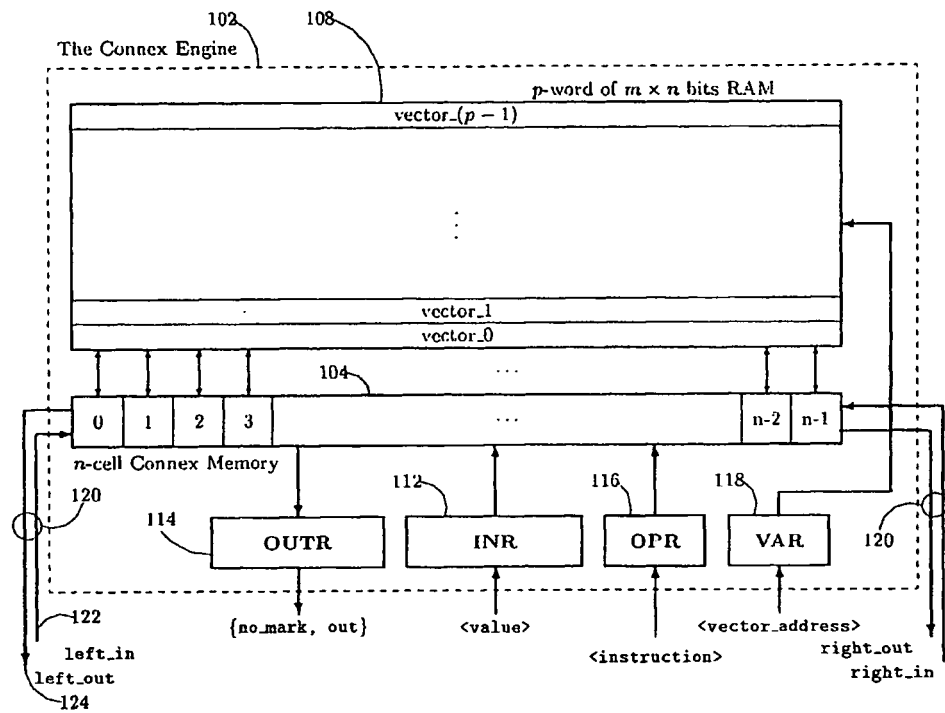 102
108
The Connex Engine
p-word of m × n bits RAM
vector_(p − 1)
⋮
vector_1
vector_0
104
...
0 1 2 3 ... n-2 n-1
n-cell Connex Memory
120
114
112
116
118
120
OUTR
INR
OPR
VAR
122
{no_mark, out}
<value>
<vector_address>
left_in
<instruction>
right_out
left_out
right_in
124